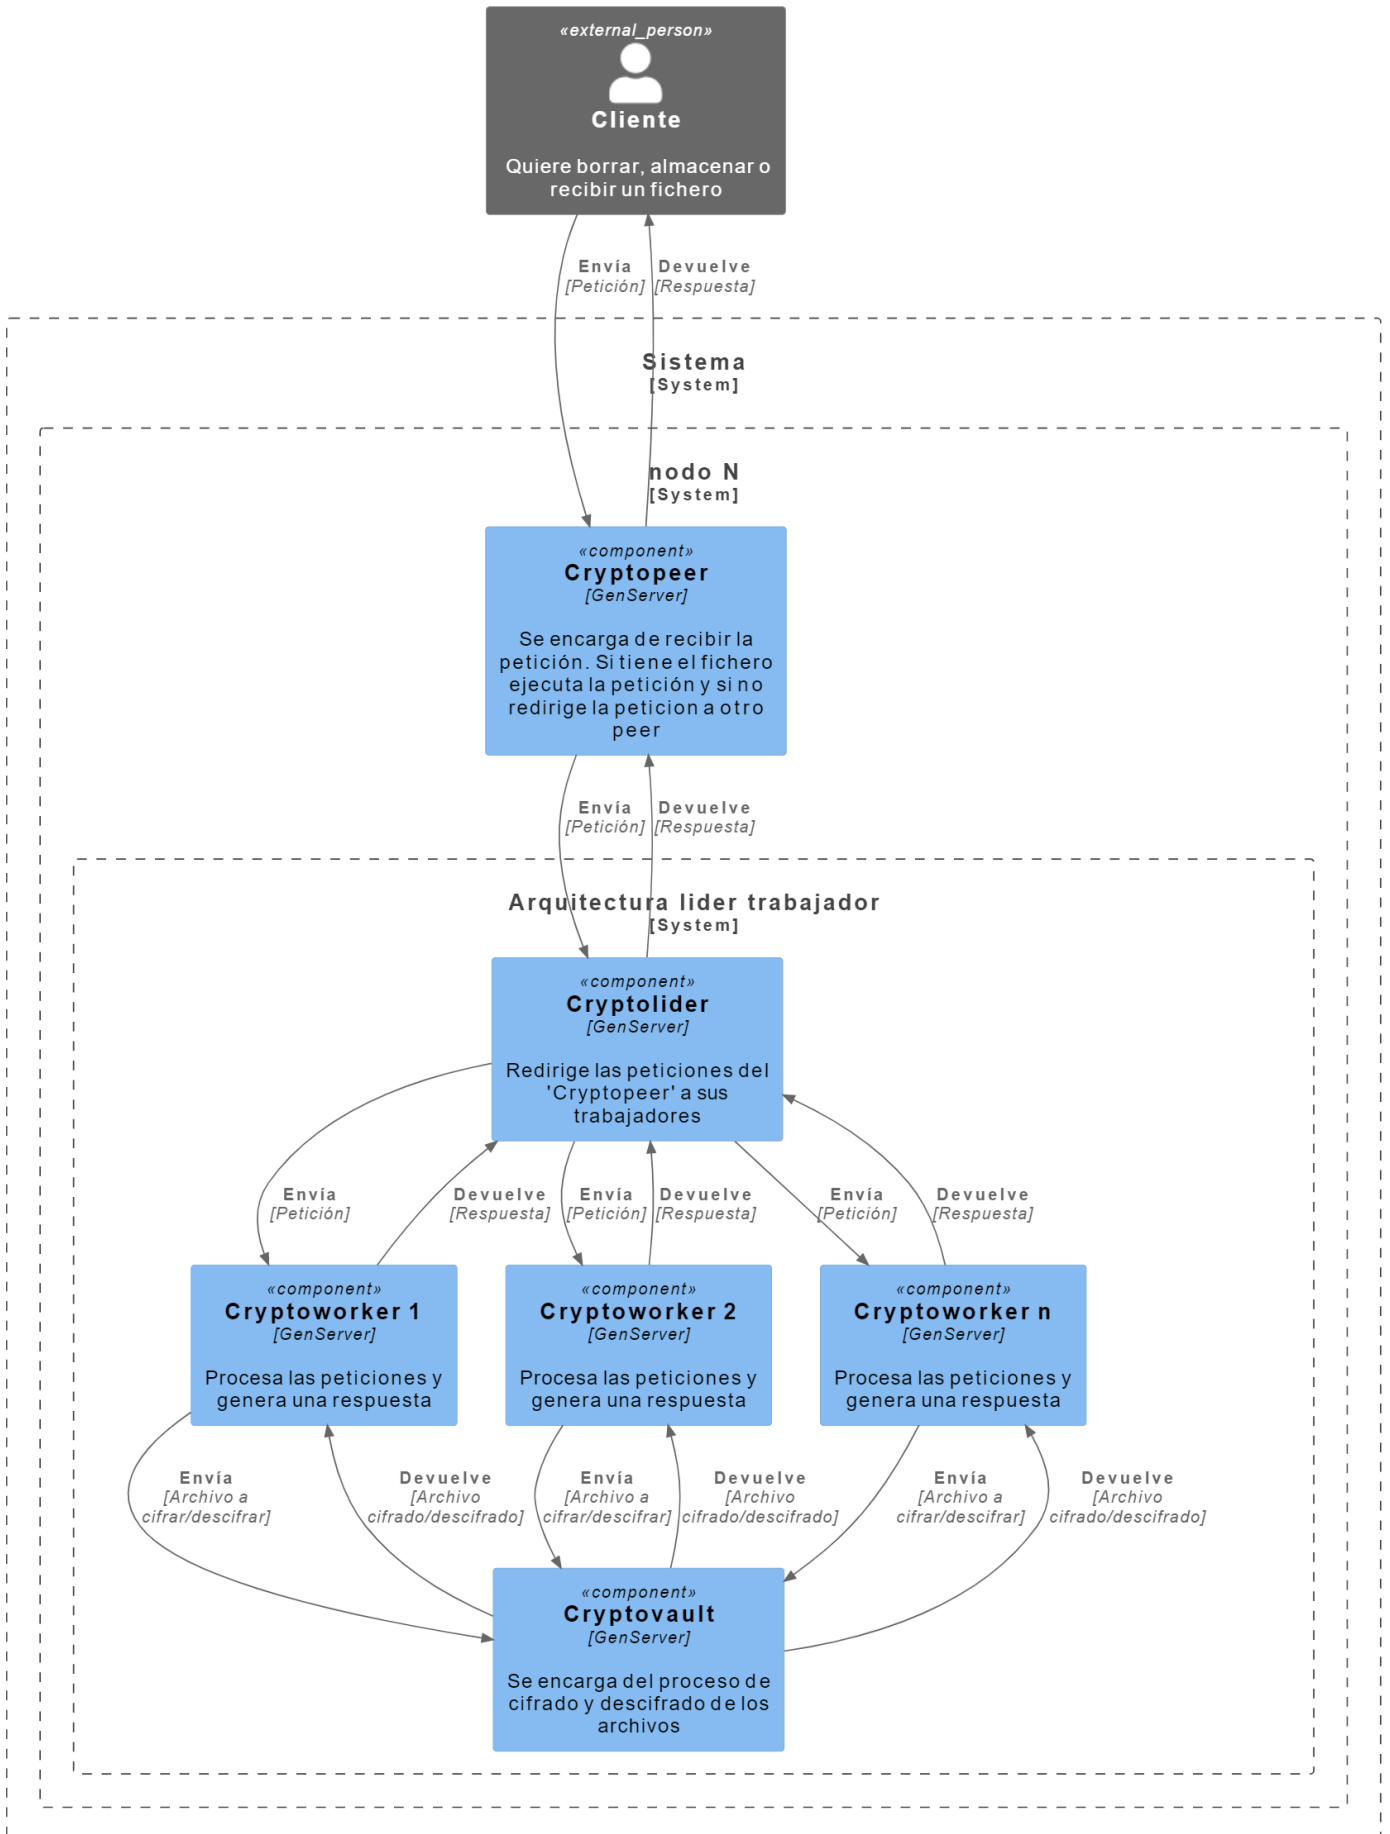 «external_person»
Cliente
Quiere borrar, almacenar o
recibir un fichero
Envía
[Petición]
Devuelve
[Respuesta]
Sistema
[System]
nodo N
[System]
«component»
Cryptopeer
[GenServer]
Se encarga de recibir la
petición. Si tiene el fichero
ejecuta la petición y si no
redirige la peticion a otro
peer
Envía
[Petición]
Devuelve
[Respuesta]
Arquitectura lider trabajador
[System]
«component»
Cryptolider
[GenServer]
Redirige las peticiones del
'Cryptopeer' a sus
trabajadores
Envía
[Petición]
Devuelve
[Respuesta]
Envía
[Petición]
Devuelve
[Respuesta]
Envía
[Petición]
Devuelve
[Respuesta]
«component»
Cryptoworker 1
[GenServer]
Procesa las peticiones y
genera una respuesta
«component»
Cryptoworker 2
[GenServer]
Procesa las peticiones y
genera una respuesta
«component»
Cryptoworker n
[GenServer]
Procesa las peticiones y
genera una respuesta
Envía
[Archivo a
cifrar/descifrar]
Devuelve
[Archivo
cifrado/descifrado]
Envía
[Archivo a
cifrar/descifrar]
Devuelve
[Archivo
cifrado/descifrado]
Envía
[Archivo a
cifrar/descifrar]
Devuelve
[Archivo
cifrado/descifrado]
«component»
Cryptovault
[GenServer]
Se encarga del proceso de
cifrado y descifrado de los
archivos